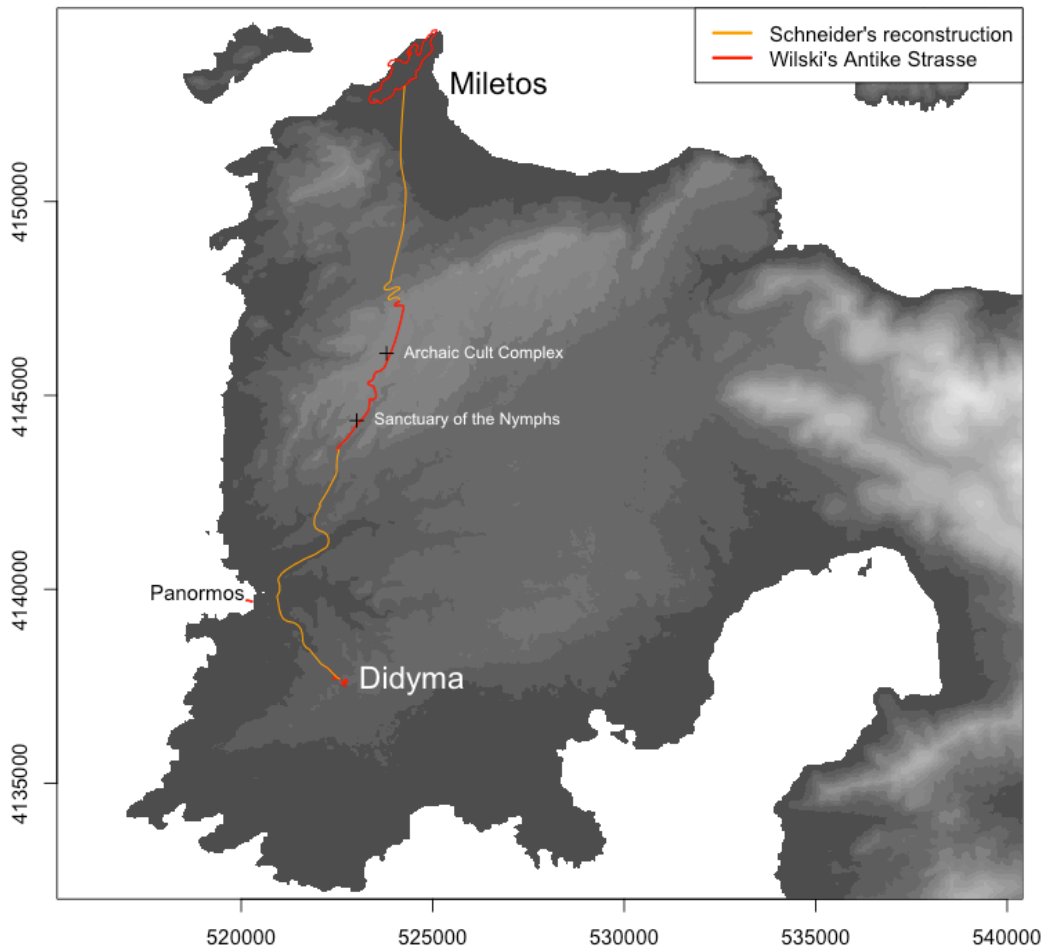 Schneider's reconstruction
Wilski's Antike Strasse
Miletos
Archaic Cult Complex
Sanctuary of the Nymphs
Panormos
Didyma
4150000
4145000
4140000
4135000
520000 525000 530000 535000 540000